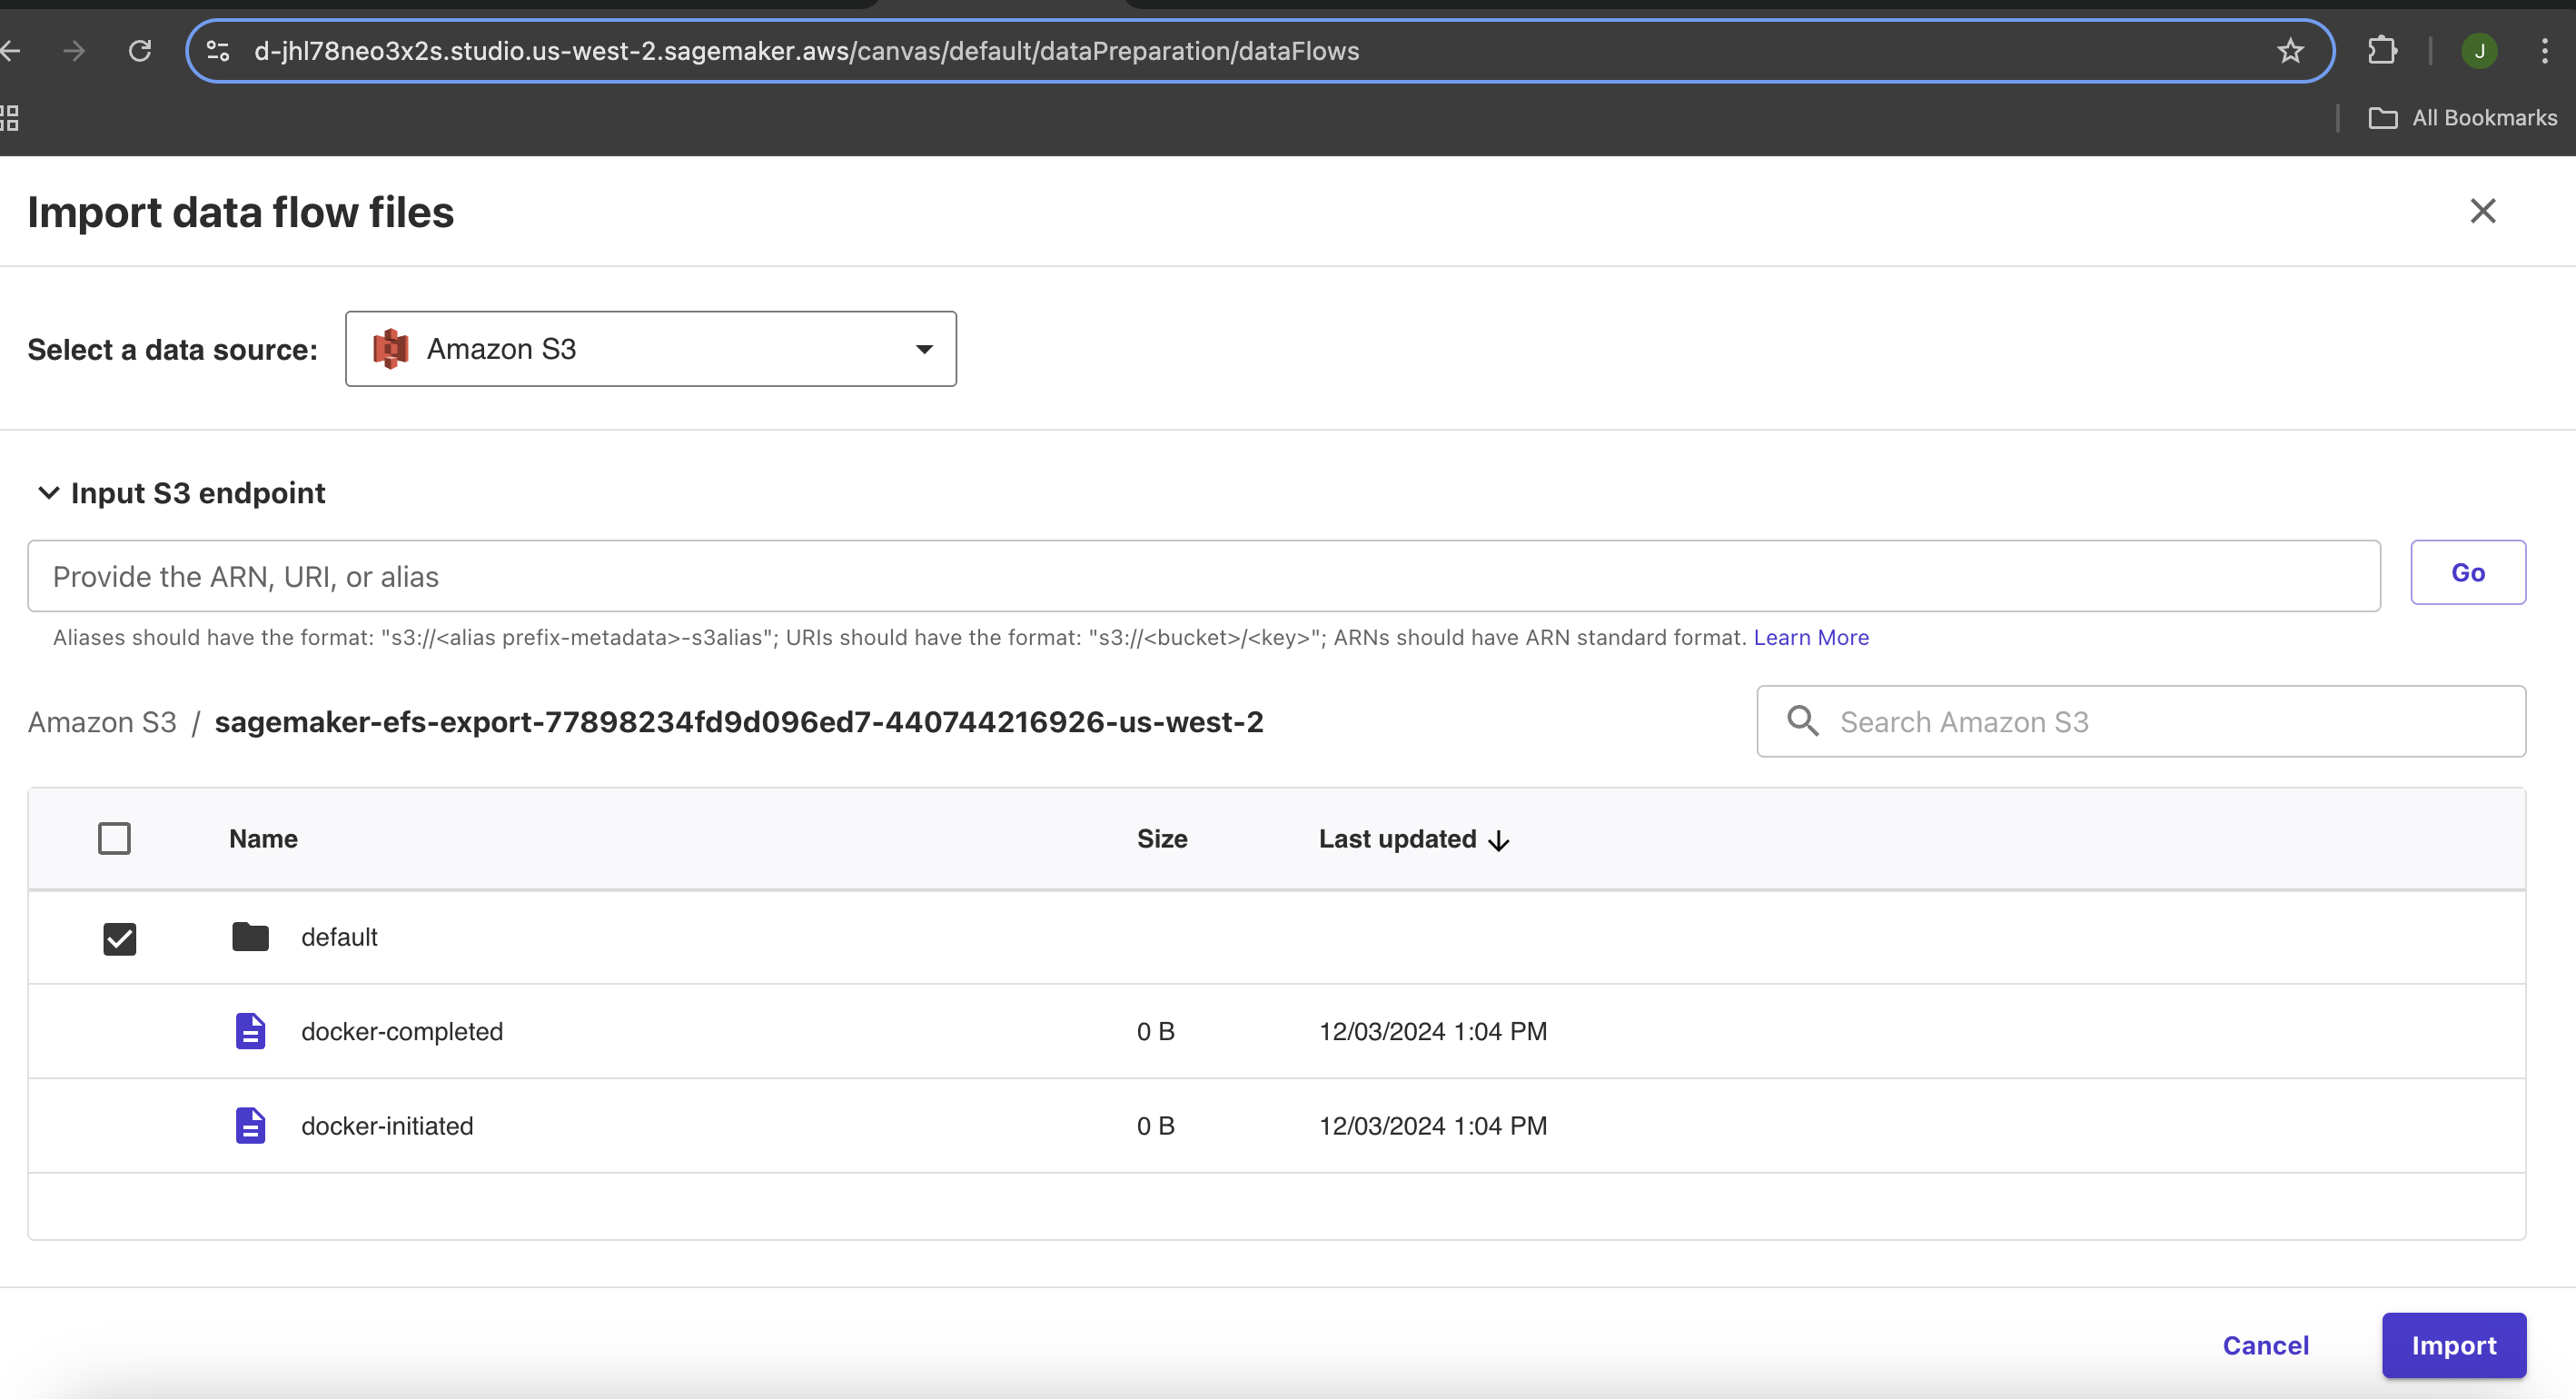 d-jhl78neo3x2s.studio.us-west-2.sagemaker.aws/canvas/default/dataPreparation/dataFlows
J
All Bookmarks
Import data flow files
Select a data source:
Amazon S3
Input S3 endpoint
Provide the ARN, URI, or alias
Go
Aliases should have the format: "s3://<alias prefix-metadata>-s3alias"; URIs should have the format: "s3://<bucket>/<key>"; ARNs should have ARN standard format. Learn More
Amazon S3 / sagemaker-efs-export-77898234fd9d096ed7-440744216926-us-west-2
Search Amazon S3
Name Size Last updated
default
docker-completed 0 B 12/03/2024 1:04 PM
docker-initiated 0 B 12/03/2024 1:04 PM
Cancel
Import